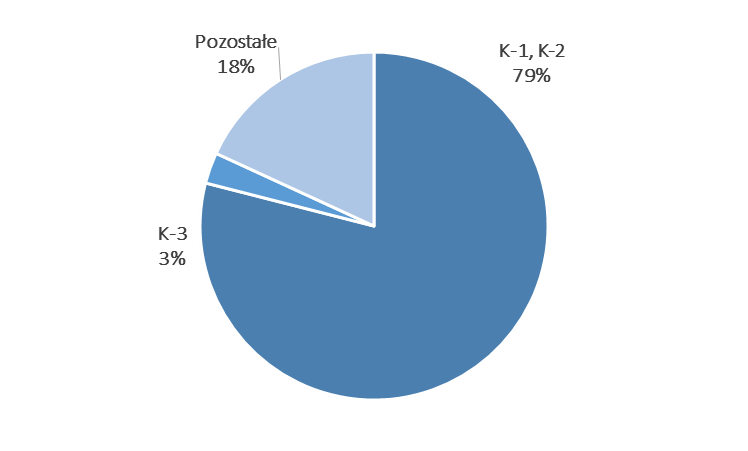 Pozostałe
18%
K-1, K-2
79%
K-3
3%